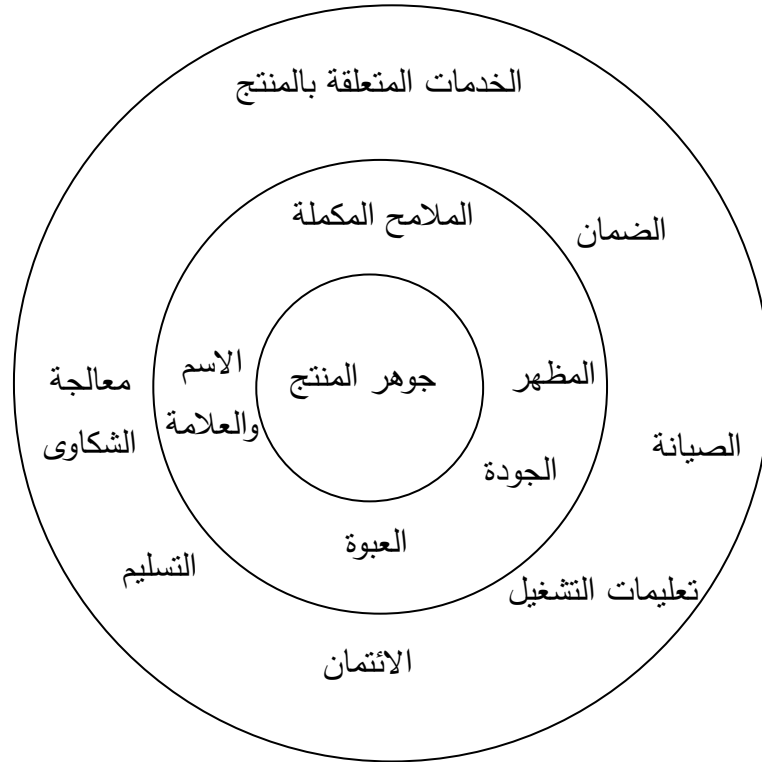 الخدمات المتعلقة بالمنتج
الملامح المكملة
الضمان
المظهر
جوهر المنتج
الاسم
والعلامة
معالجة
الشكاوى
الصيانة
الجودة
العبوة
التسليم
تعليمات التشغيل
الائتمان